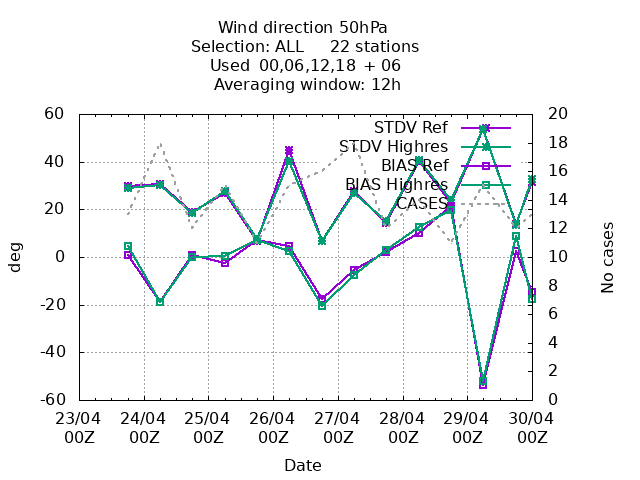 Wind direction 50hPa
Selection: ALL 22 stations
Used 00,06,12,18 + 06
Averaging window: 12h
STDV Ref
STDV Highres
BIAS Ref
BIAS Highres
CASES
60
40
20
0
-20
-40
-60
deg
20
18
16
14
12
10
8
6
4
2
0
No cases
23/04 24/04 25/04 26/04 27/04 28/04 29/04 30/04
00Z 00Z 00Z 00Z 00Z 00Z 00Z 00Z
Date